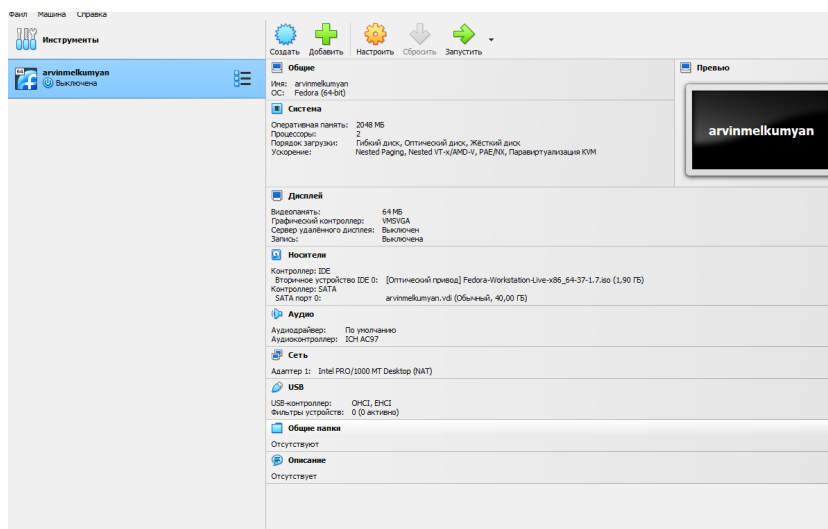 Файл Машина Справка
Инструменты
Создать Добавить Настроить Сбросить Запустить
64
arvinmelkumyan
Выключена
Общие
Имя: arvinmelkumyan
ОС: Fedora (64-bit)
Превью
arvinmelkumyan
Система
Оперативная память: 2048 МБ
Процессоры: 2
Порядок загрузки: Гибкий диск, Оптический диск, Жёсткий диск
Ускорение: Nested Paging, Nested VT-x/AMD-V, PAE/NX, Паравиртуализация KVM
Дисплей
Видеопамять: 64 МБ
Графический контроллер: VMSVGA
Сервер удалённого дисплея: Выключен
Запись: Выключена
Носители
Контроллер: IDE
Вторичное устройство IDE 0: [Оптический привод] Fedora-Workstation-Live-x86_64-37-1.7.iso (1,90 ГБ)
Контроллер: SATA
SATA порт 0: arvinmelkumyan.vdi (Обычный, 40,00 ГБ)
Аудио
Аудиодрайвер: По умолчанию
Аудиоконтроллер: ICH AC97
Сеть
Адаптер 1: Intel PRO/1000 MT Desktop (NAT)
USB
USB-контроллер: OHCI, EHCI
Фильтры устройств: 0 (0 активно)
Общие папки
Отсутствуют
Описание
Отсутствует